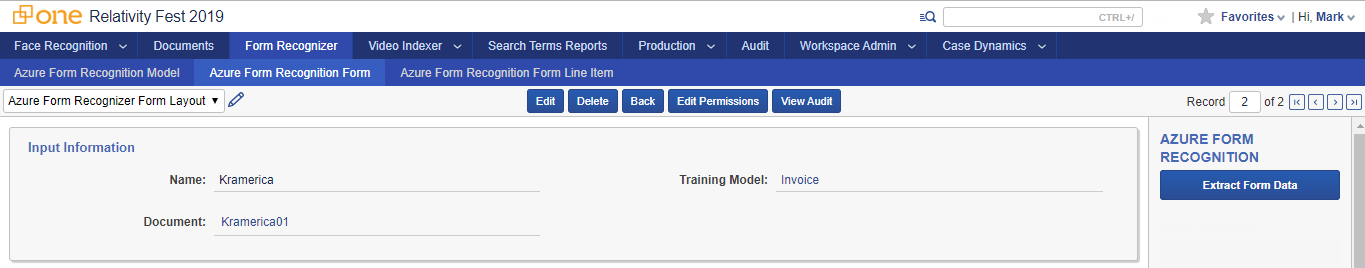 one Relativity Fest 2019 CTRL+/ Favorites | Hi, Mark
Face Recognition Documents Form Recognizer Video Indexer Search Terms Reports Production Audit Workspace Admin Case Dynamics
Azure Form Recognition Model Azure Form Recognition Form Azure Form Recognition Form Line Item
Azure Form Recognizer Form Layout Edit Delete Back Edit Permissions View Audit Record 2 of 2
Input Information
AZURE FORM
RECOGNITION
Name: Kramerica Training Model: Invoice
Extract Form Data
Document: Kramerica01